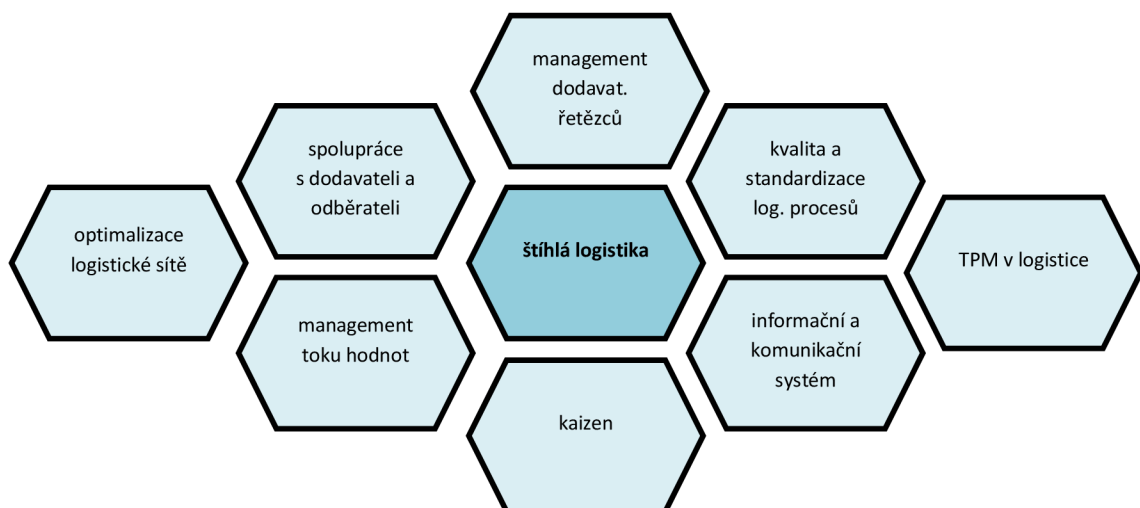 management
dodavat.
řetězců
spolupráce
s dodavateli a
odběrateli
kvalita a
standardizace
log. procesů
optimalizace
logistické sítě
štíhlá logistika
TPM v logistice
management
toku hodnot
informační a
komunikační
systém
kaizen